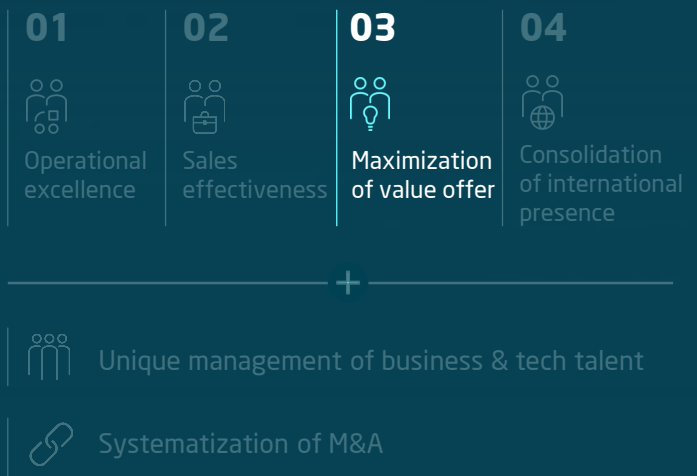 01
02
03
04
Operational
excellence
Sales
effectiveness
Maximization
of value offer
Consolidation
of international
presence
Unique management of business & tech talent
Systematization of M&A